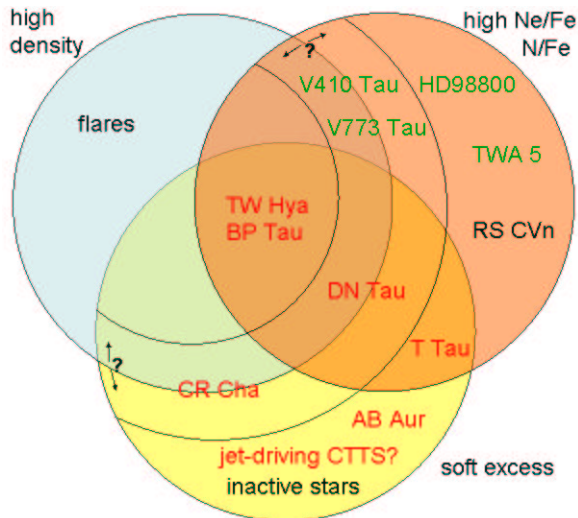 high
density
high Ne/Fe
N/Fe
?
V410 Tau
HD98800
flares
V773 Tau
TWA 5
TW Hya
BP Tau
RS CVn
DN Tau
T Tau
?
CR Cha
AB Aur
jet-driving CTTS?
soft excess
inactive stars